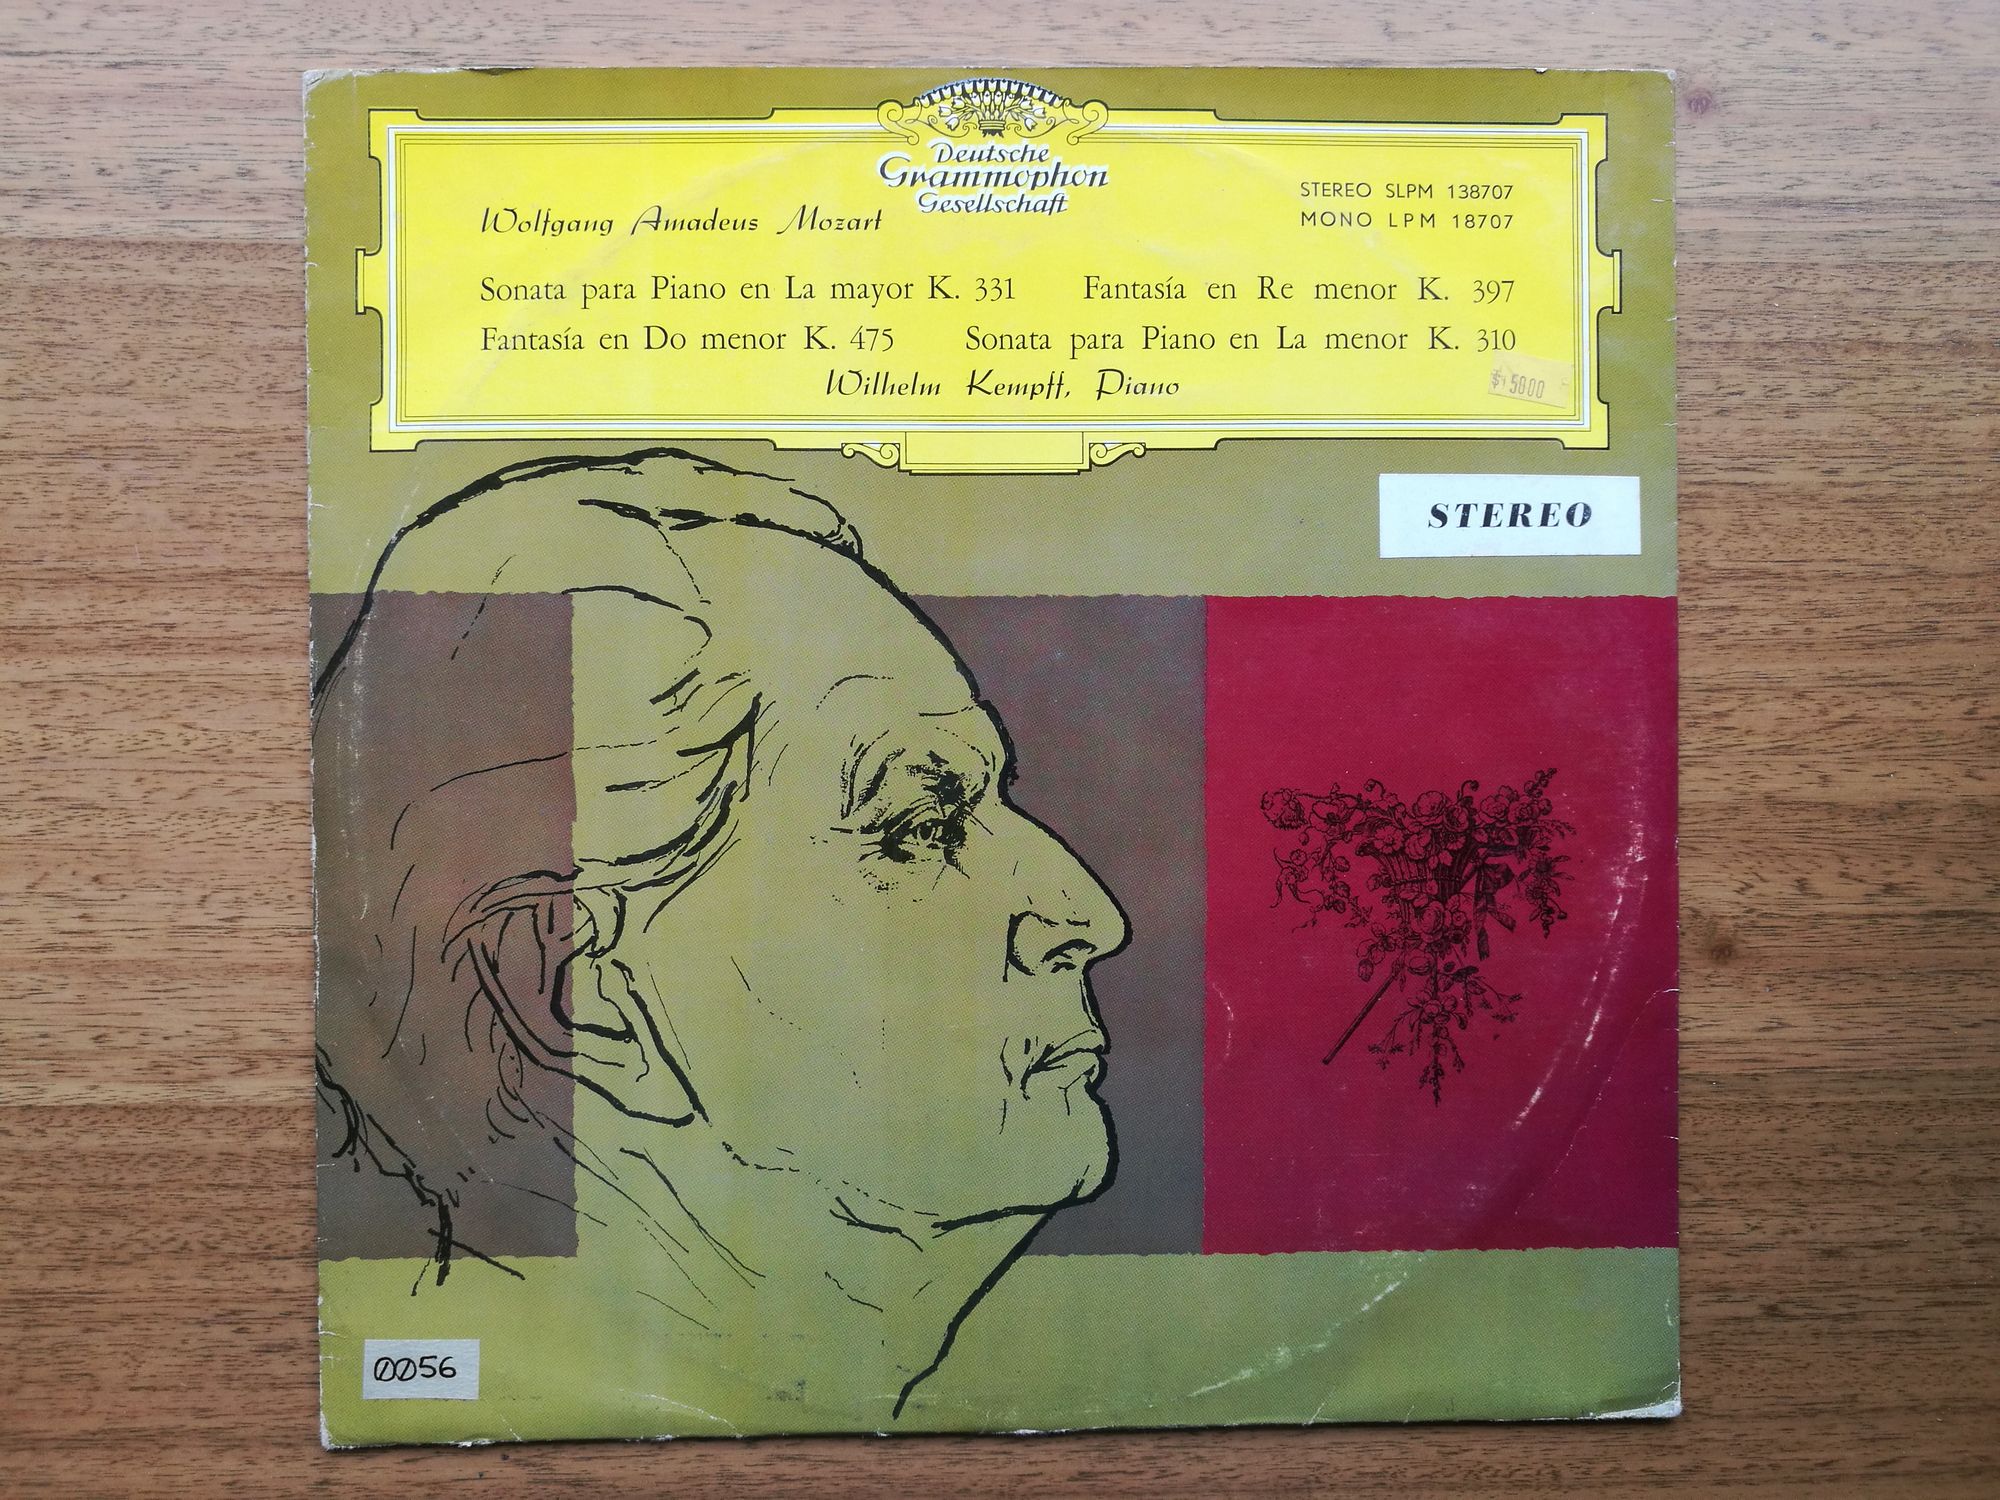 Deutsche
Grammophon
Gesellschaft
Wolfgang Amadeus Mozart
STEREO SLPM 138707
MONO LPM 18707
Sonata para Piano en La mayor K. 331 Fantasía en Re menor K. 397
Fantasía en Do menor K. 475 Sonata para Piano en La menor K. 310
Wilhelm Kempff, Piano
$ 5000
STEREO
0056